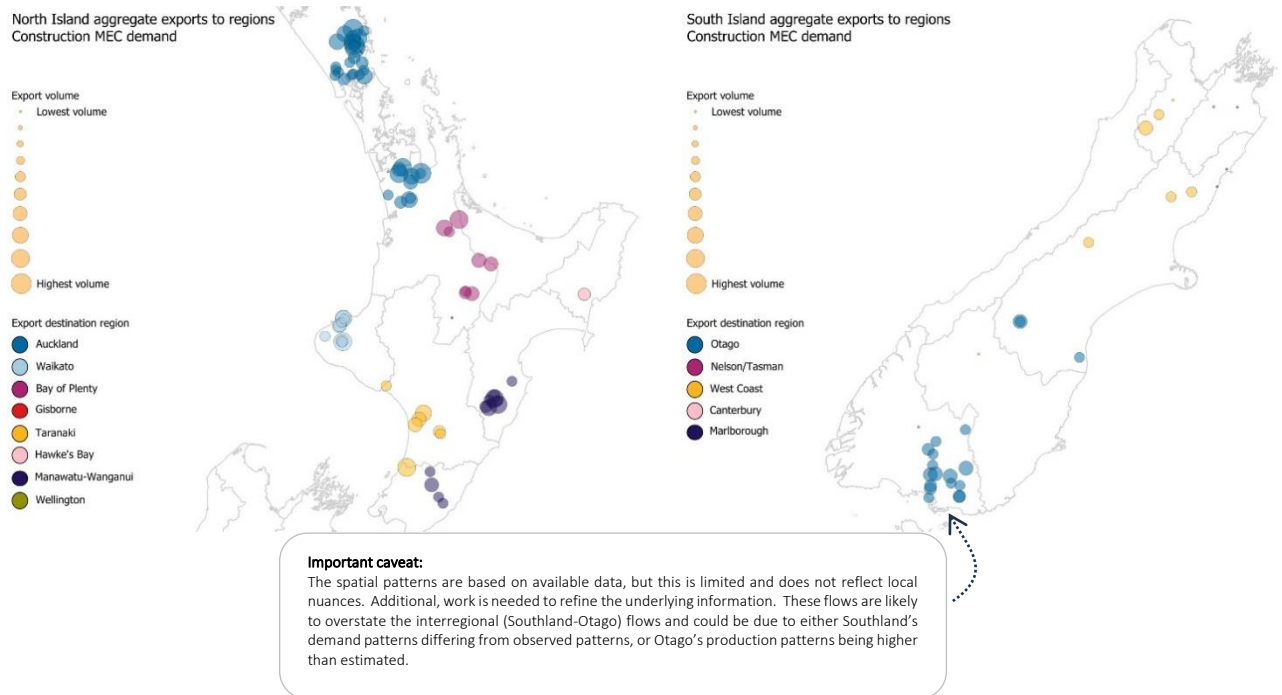 North Island aggregate exports to regions
Construction MEC demand
Export volume
Lowest volume
Highest volume
Export destination region
Auckland
Waikato
Bay of Plenty
Gisborne
Taranaki
Hawke's Bay
Manawatu-Wanganui
Wellington
South Island aggregate exports to regions
Construction MEC demand
Export volume
Lowest volume
Highest volume
Export destination region
Otago
Nelson/Tasman
West Coast
Canterbury
Marlborough
Important caveat:
The spatial patterns are based on available data, but this is limited and does not reflect local
nuances. Additional, work is needed to refine the underlying information. These flows are likely
to overstate the interregional (Southland-Otago) flows and could be due to either Southland's
demand patterns differing from observed patterns, or Otago's production patterns being higher
than estimated.